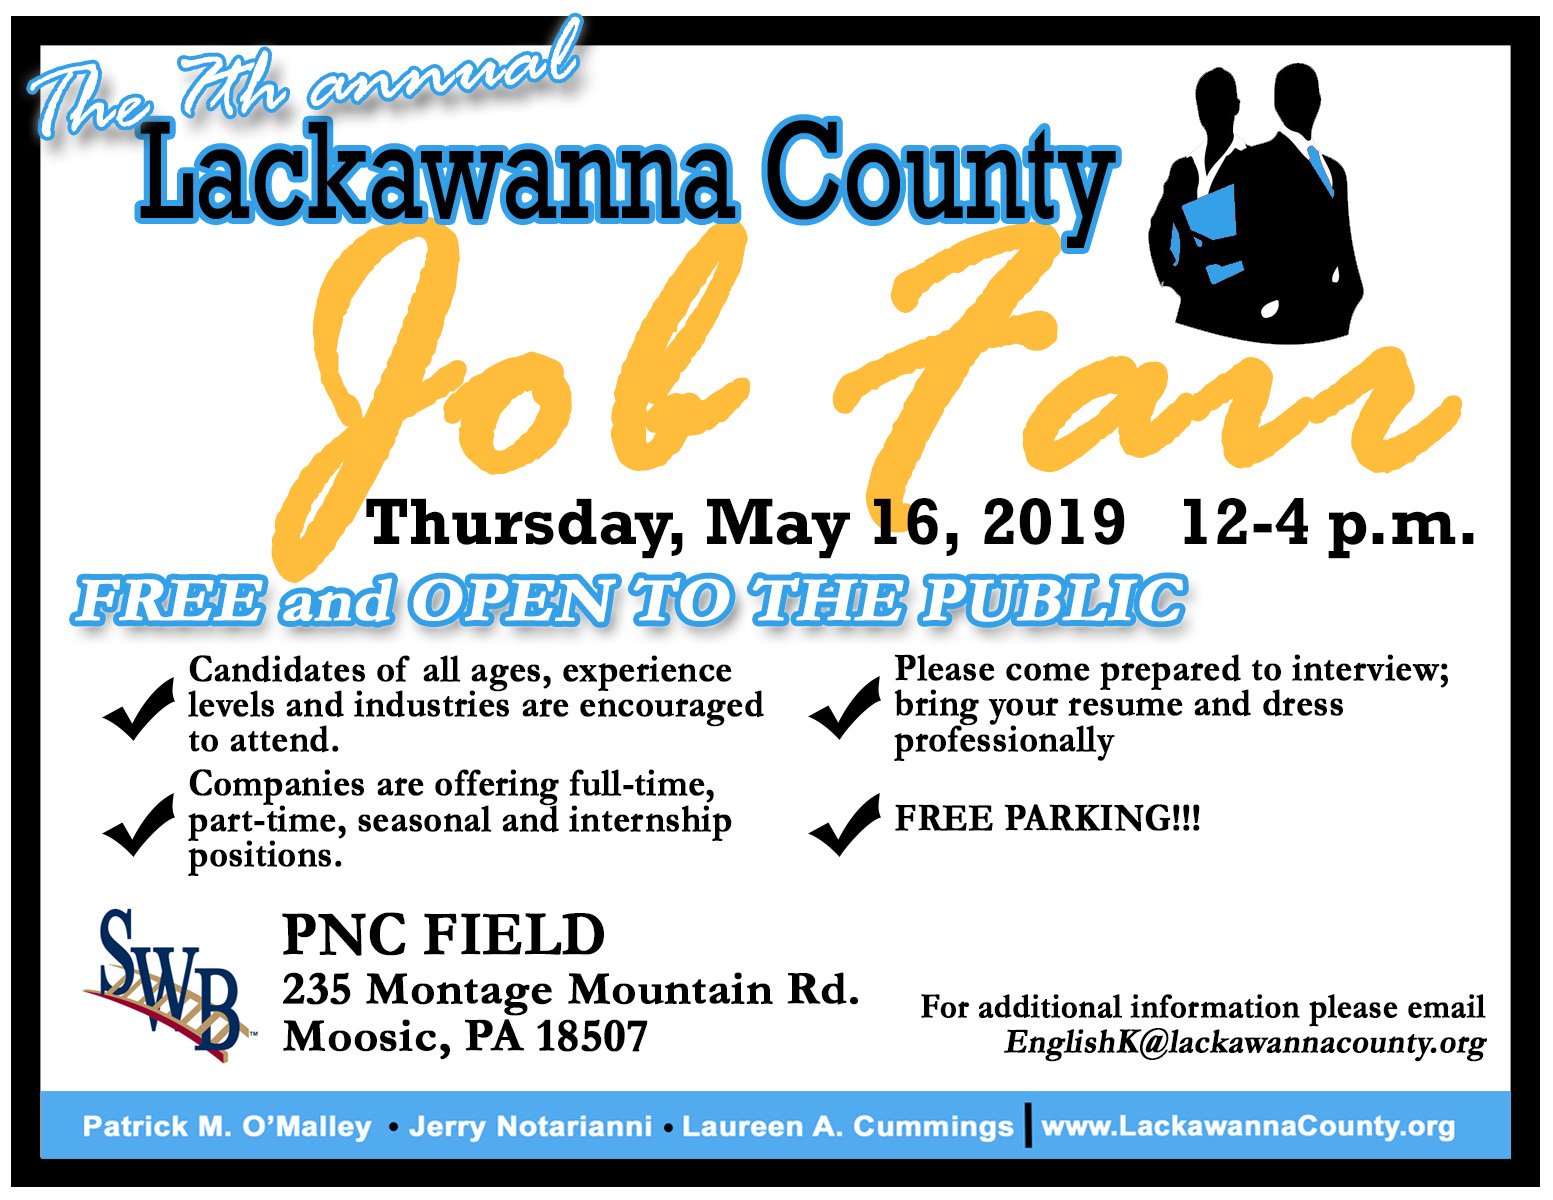 The 7th annual
Lackawanna County
Job Fair
Thursday, May 16, 2019 12-4 p.m.
FREE and OPEN TO THE PUBLIC
Candidates of all ages, experience
levels and industries are encouraged
to attend.
Companies are offering full-time,
part-time, seasonal and internship
positions.
Please come prepared to interview;
bring your resume and dress
professionally
FREE PARKING!!!
SWB™
PNC FIELD
235 Montage Mountain Rd.
Moosic, PA 18507
For additional information please email
EnglishK@lackawannacounty.org
Patrick M. O’Malley • Jerry Notarianni • Laureen A. Cummings | www.LackawannaCounty.org